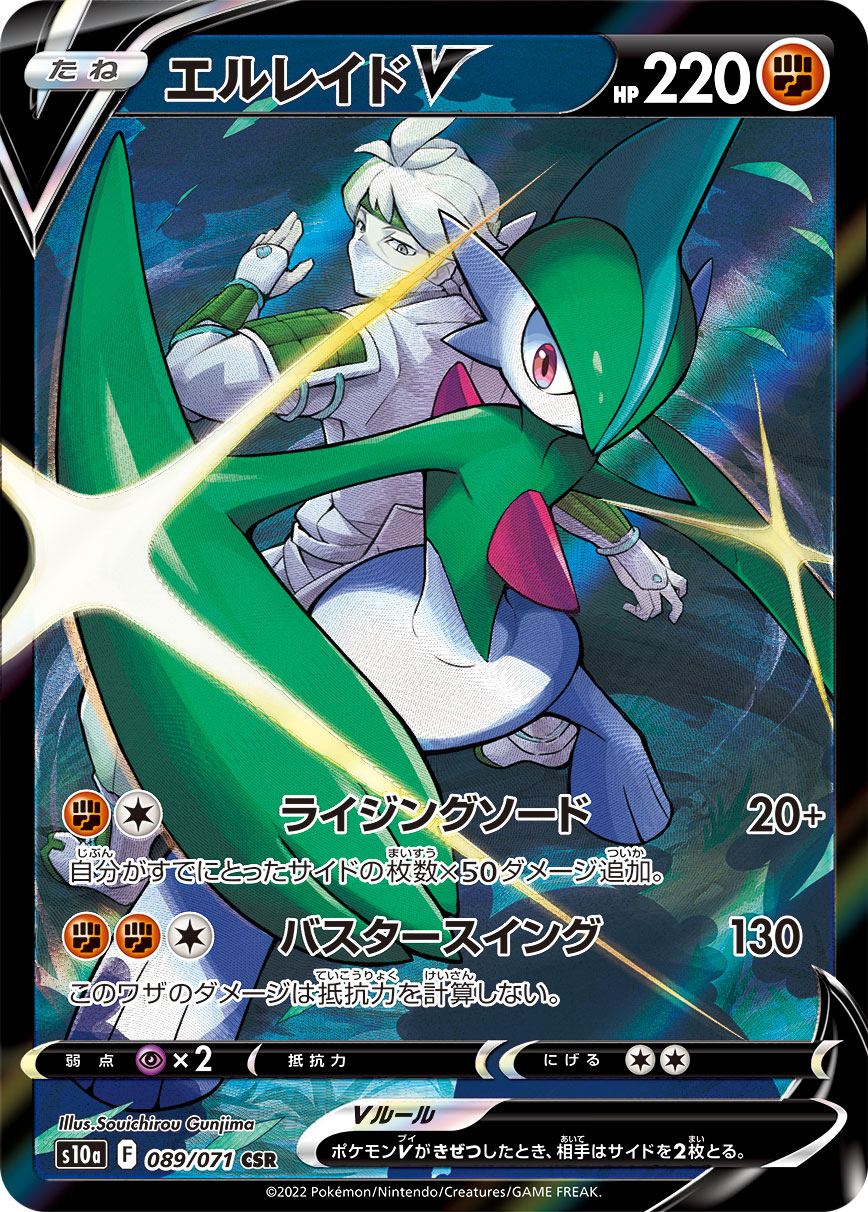 たね エルレイドV HP 220
ライジングソード 20+
自分がすでにとったサイドの枚数×50ダメージ追加。
バスタースイング 130
このワザのダメージは抵抗力を計算しない。
弱点 ×2 抵抗力 にげる
Illus.Souichirou Gunjima
Vルール
ポケモンVがきぜつしたとき、相手はサイドを2枚とる。
s10a F 089/071 CSR
©2022 Pokémon/Nintendo/Creatures/GAME FREAK.